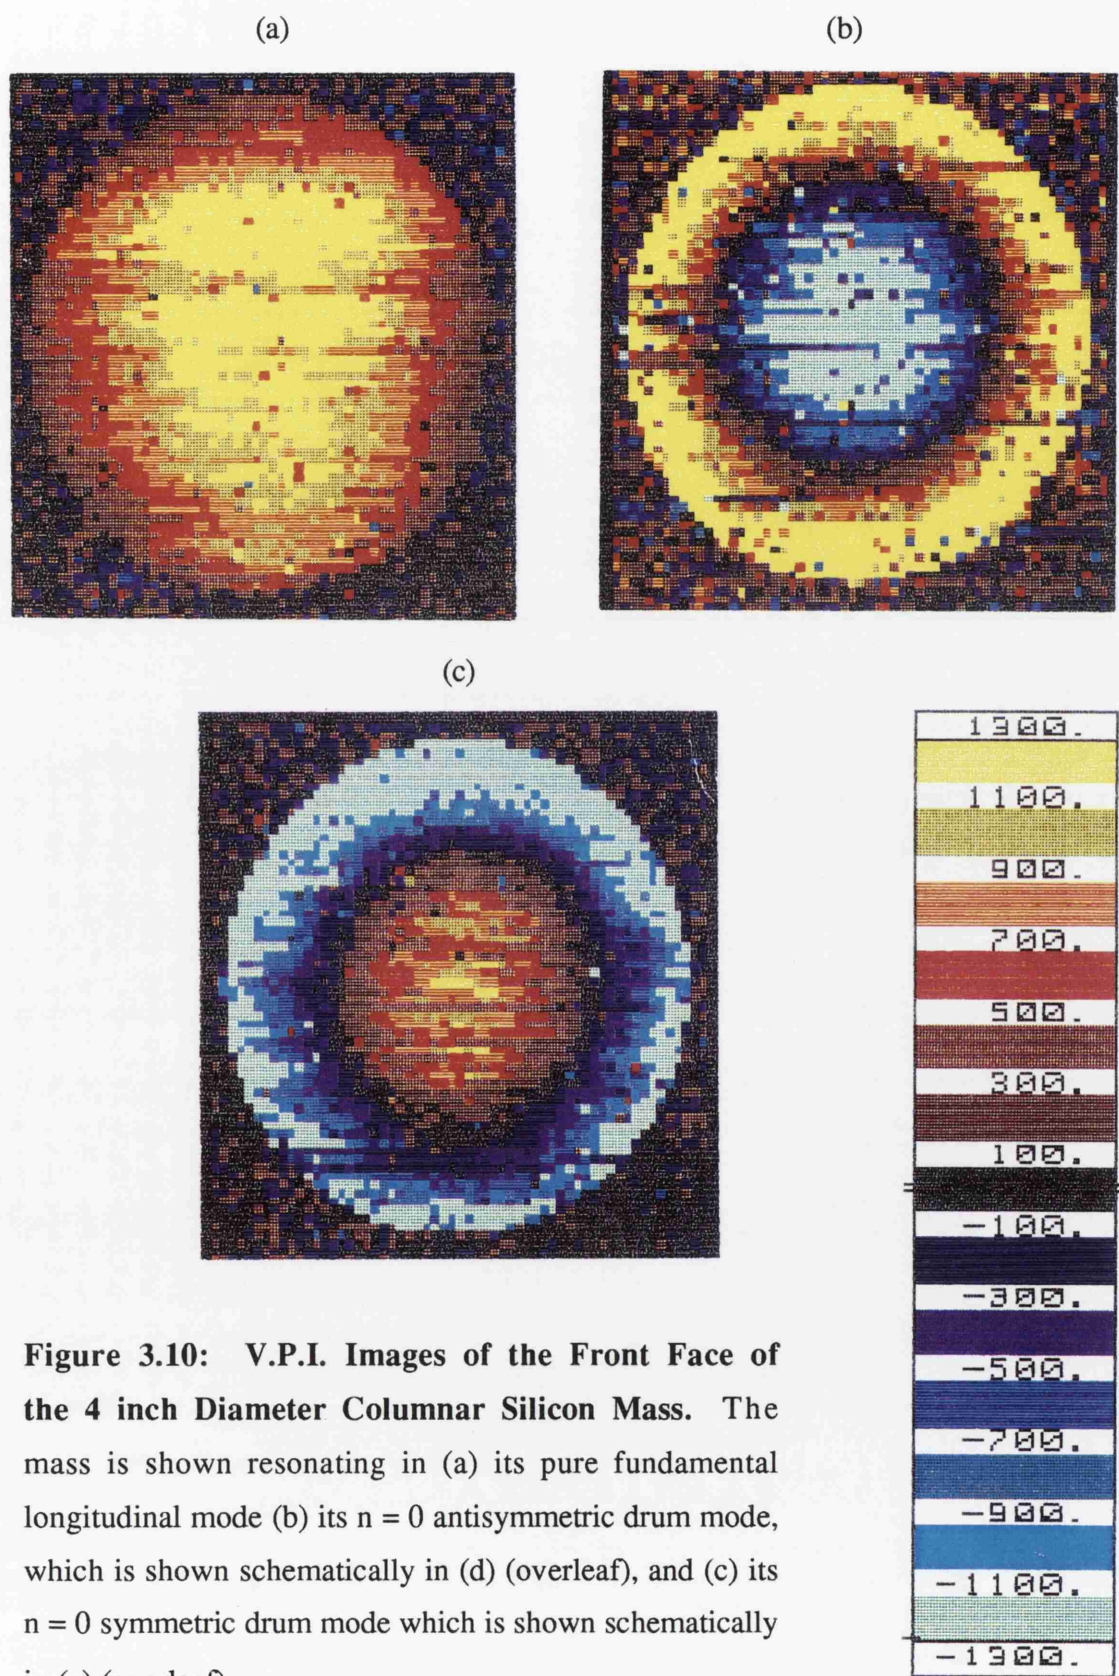 (a)
(b)
(c)
1300.
1100.
900.
700.
500.
300.
100.
-100.
-300.
-500.
-700.
-900.
-1100.
-1300.
Figure 3.10: V.P.I. Images of the Front Face of
the 4 inch Diameter Columnar Silicon Mass. The
mass is shown resonating in (a) its pure fundamental
longitudinal mode (b) its n = 0 antisymmetric drum mode,
which is shown schematically in (d) (overleaf), and (c) its
n = 0 symmetric drum mode which is shown schematically